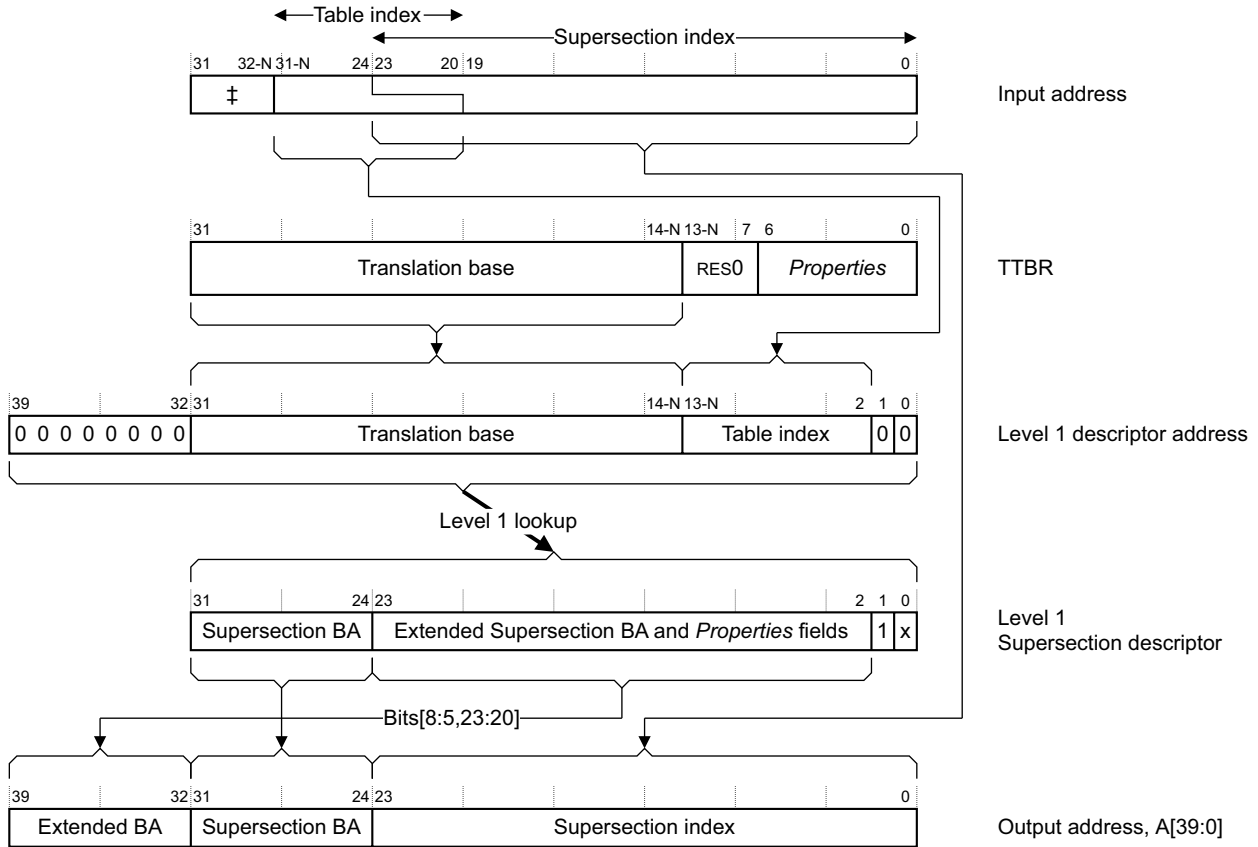 Table index
Supersection index
31 32-N 31-N 24 23 20 19 0
‡
Input address
31 14-N 13-N 7 6 0
Translation base RES0 Properties TTBR
39 32 31 14-N 13-N 2 1 0
0 0 0 0 0 0 0 0 Translation base Table index 0 0 Level 1 descriptor address
Level 1 lookup
31 24 23 2 1 0
Supersection BA Extended Supersection BA and Properties fields 1 x
Level 1
Supersection descriptor
Bits[8:5,23:20]
39 32 31 24 23 0
Extended BA Supersection BA Supersection index Output address, A[39:0]